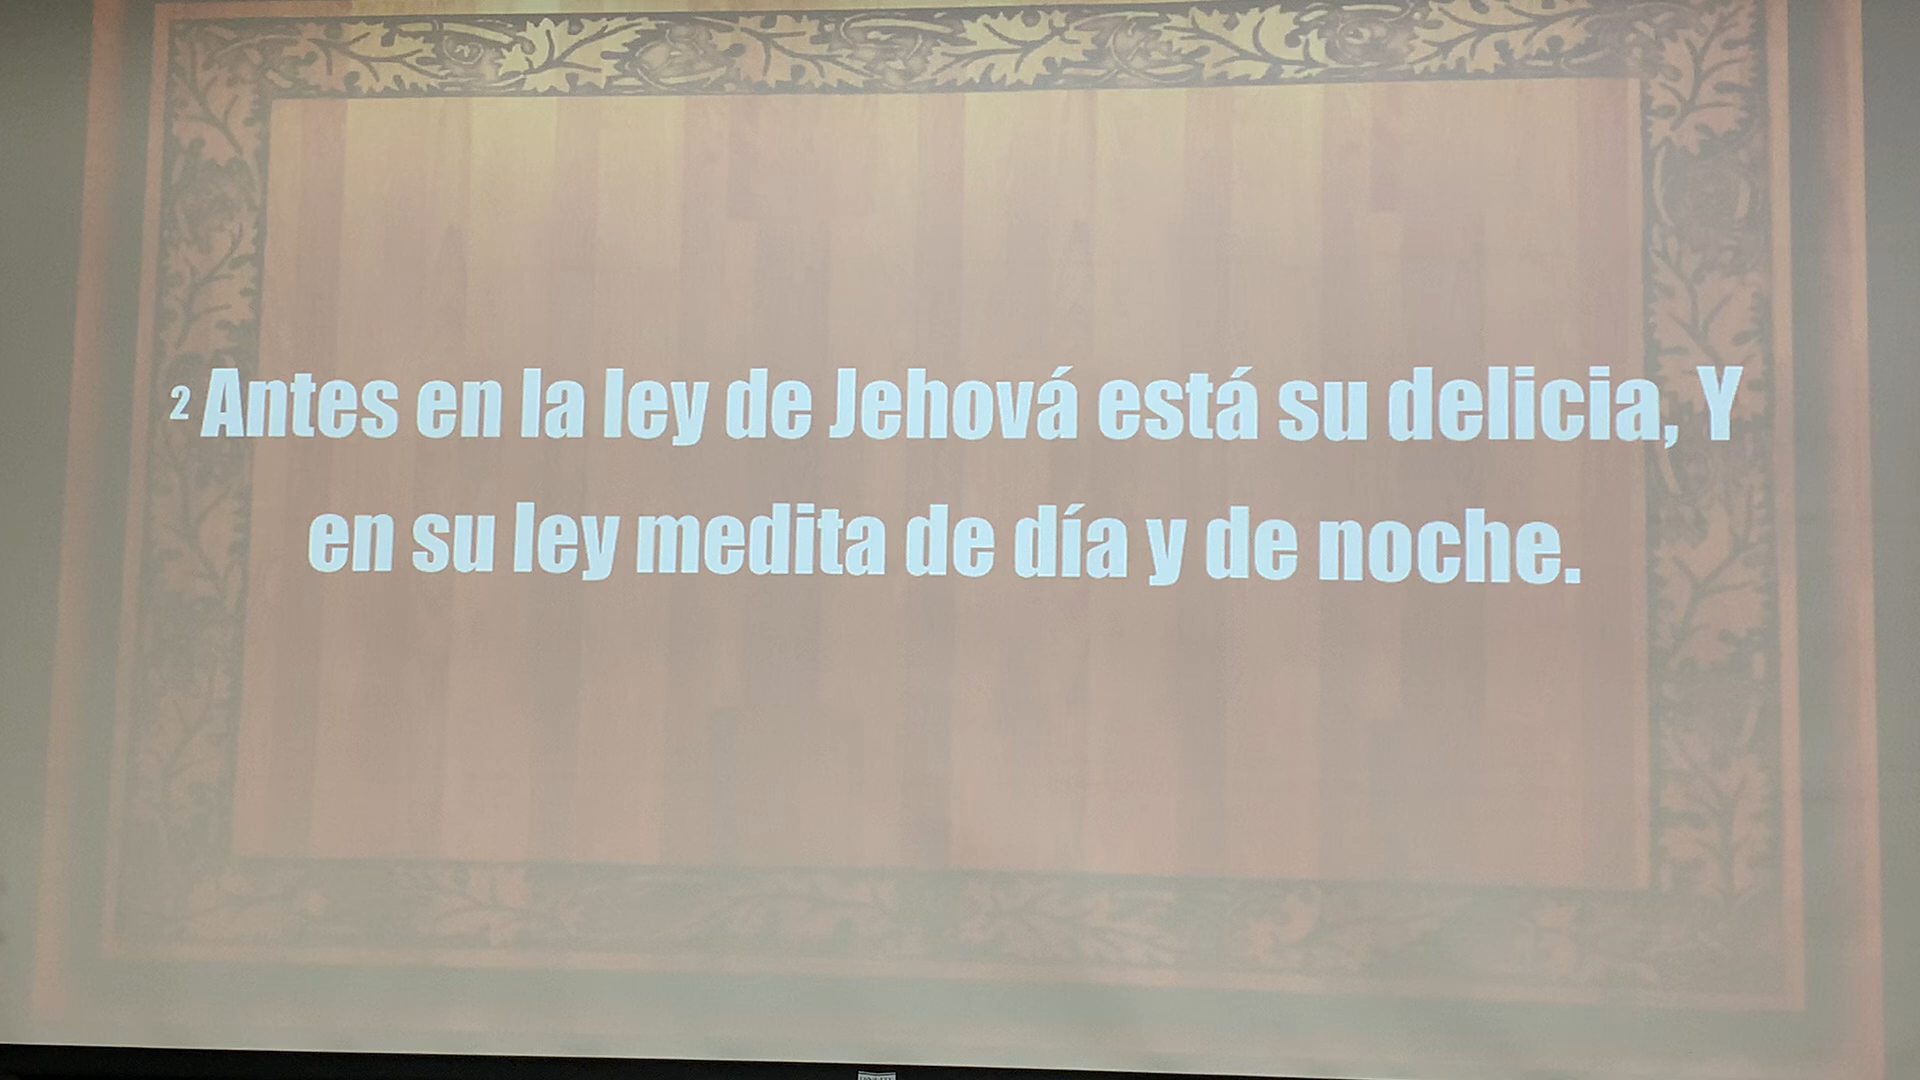 2 Antes en la ley de Jehová está su delicia, Y
en su ley medita de día y de noche.